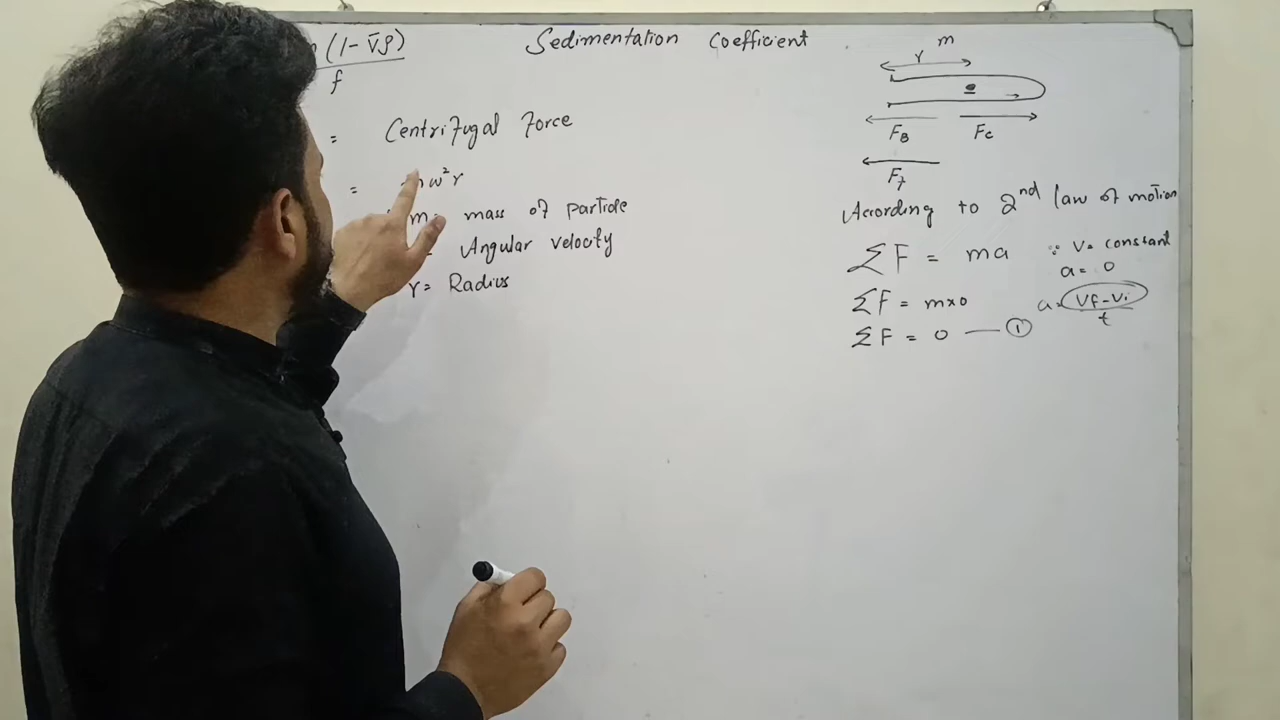 Sedimentation Coefficient
(1- V̄ρ)
f
= Centrifugal Force
= mω²r
m = mass of particle
= Angular velocity
r = Radius
r m
FB Fc
Ff
According to 2nd law of motion
ΣF = ma ∵ V= constant
a= 0
ΣF = m×0 a= Vf-Vi
t
ΣF = 0 — ①